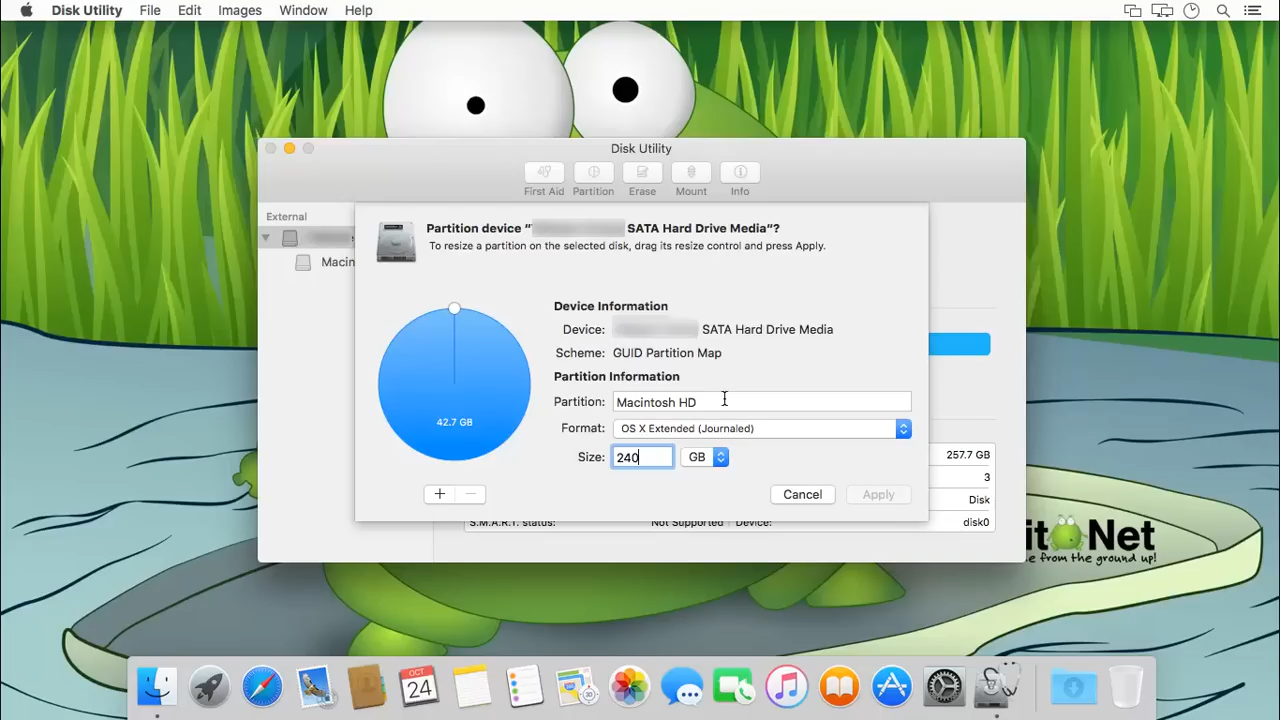 Disk Utility File Edit Images Window Help
Disk Utility
First Aid Partition Erase Mount Info
External
Partition device “ SATA Hard Drive Media”?
To resize a partition on the selected disk, drag its resize control and press Apply.
Macin
Device Information
Device: SATA Hard Drive Media
Scheme: GUID Partition Map
Partition Information
Partition: Macintosh HD
Format: OS X Extended (Journaled)
Size: 240 GB
42.7 GB
+ −
Cancel Apply
257.7 GB
3
Disk
S.M.A.R.T. status: Not Supported Device: disk0
it Net
e from the ground up!
OCT
24